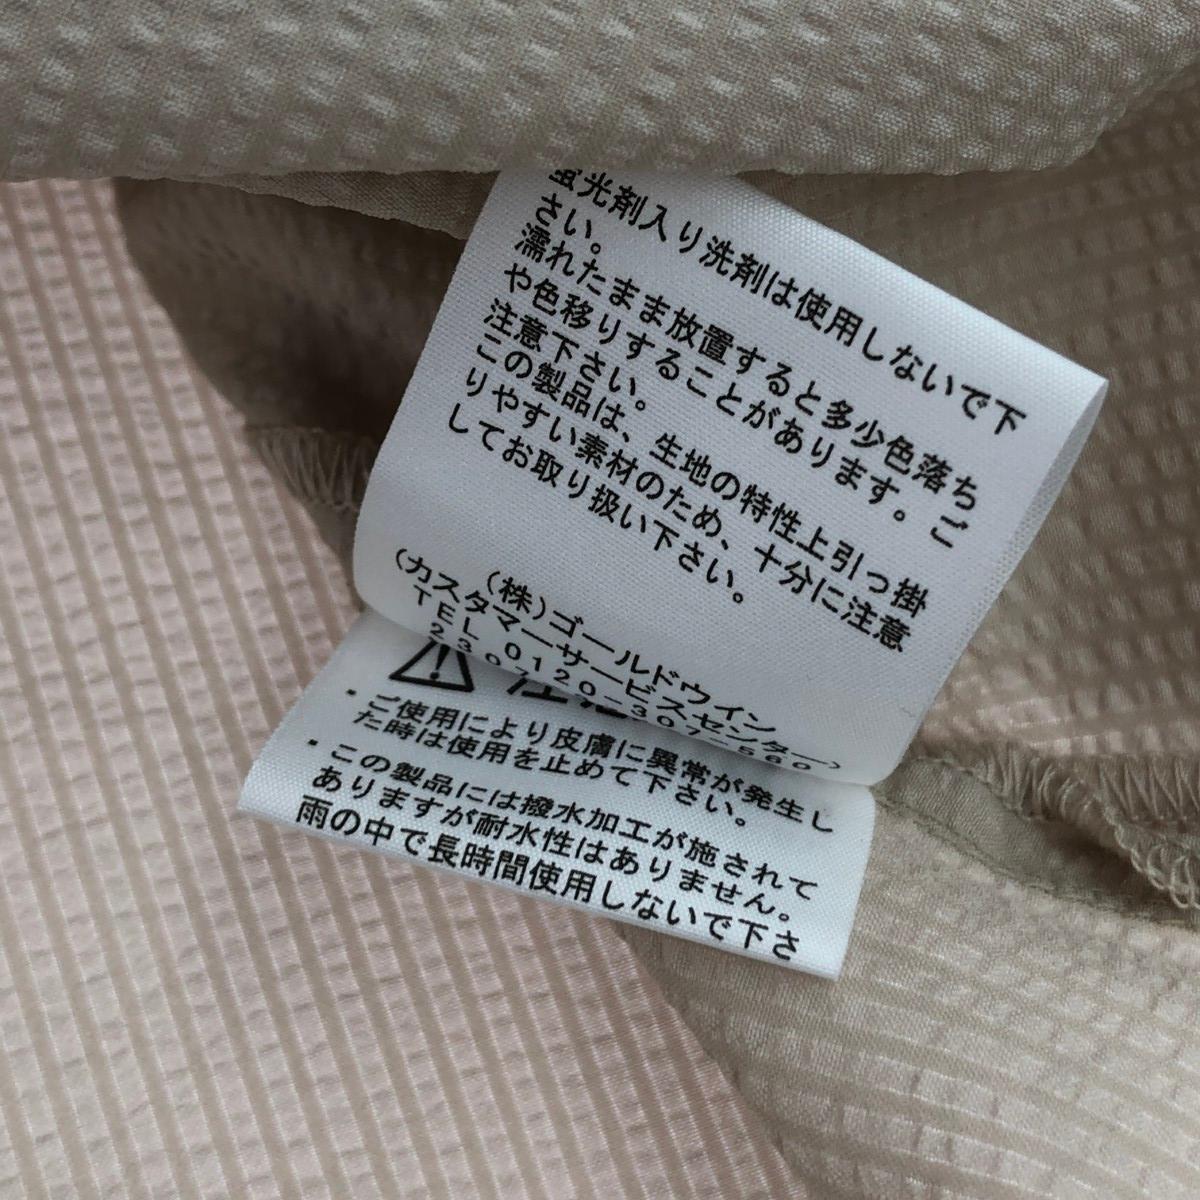 蛍光剤入り洗剤は使用しないで下
さい。
濡れたまま放置すると多少色落ち
や色移りすることがあります。ご
注意下さい。
この製品は、生地の特性上引っ掛
りやすい素材のため、十分に注意
してお取り扱い下さい。
(株)ゴールドウイン
(カスタマーサービスセンター)
TEL 0120-307-560
・ご使用により皮膚に異常が発生し
た時は使用を止めて下さい。
・この製品には撥水加工が施されて
ありますが耐水性はありません。
雨の中で長時間使用しないで下さ